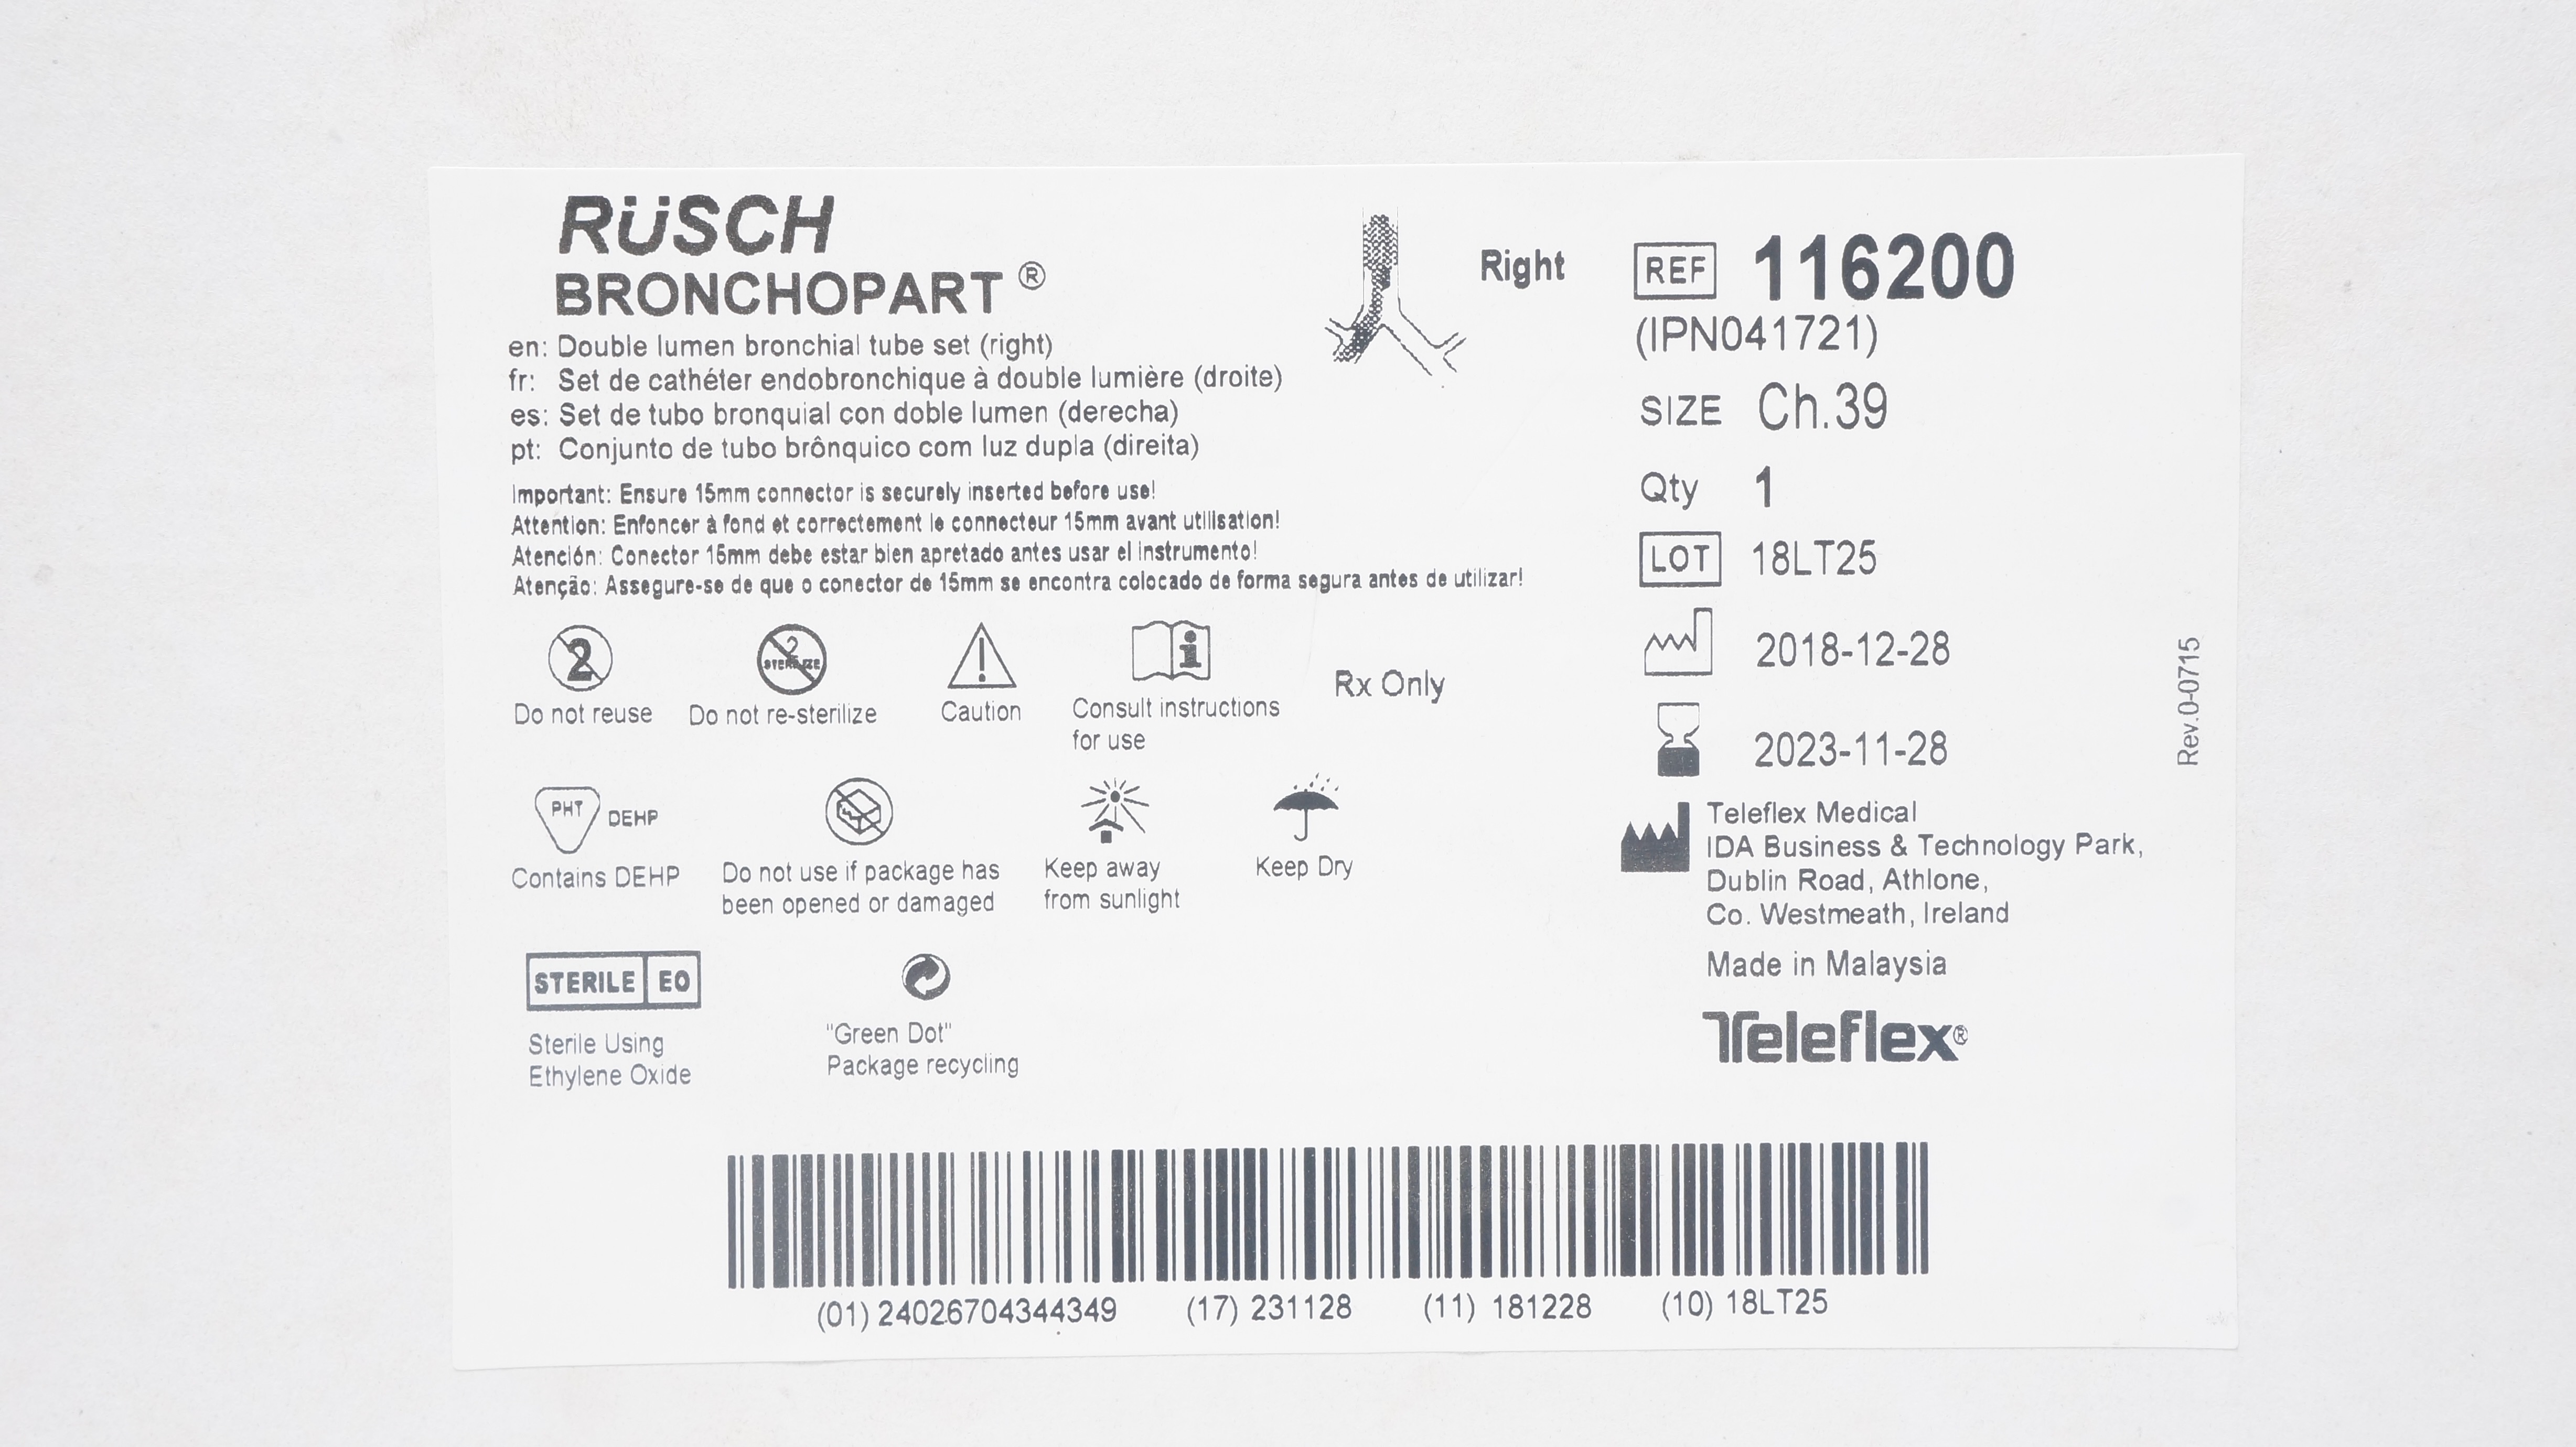 RÜSCH
BRONCHOPART ®
en: Double lumen bronchial tube set (right)
fr: Set de cathéter endobronchique à double lumière (droite)
es: Set de tubo bronquial con doble lumen (derecha)
pt: Conjunto de tubo brônquico com luz dupla (direita)
Important: Ensure 15mm connector is securely inserted before use!
Attention: Enfoncer à fond et correctement le connecteur 15mm avant utilisation!
Atención: Conector 15mm debe estar bien apretado antes usar el instrumento!
Atenção: Assegure-se de que o conector de 15mm se encontra colocado de forma segura antes de utilizar!
Right
2
Do not reuse
2
STERILIZE
Do not re-sterilize
Caution
Consult instructions
for use
Rx Only
PHT DEHP
Contains DEHP
Do not use if package has
been opened or damaged
Keep away
from sunlight
Keep Dry
STERILE EO
Sterile Using
Ethylene Oxide
"Green Dot"
Package recycling
REF 116200
(IPN041721)
SIZE Ch.39
Qty 1
LOT 18LT25
2018-12-28
2023-11-28
Teleflex Medical
IDA Business & Technology Park,
Dublin Road, Athlone,
Co. Westmeath, Ireland
Made in Malaysia
Teleflex®
Rev.0-0715
(01) 24026704344349 (17) 231128 (11) 181228 (10) 18LT25